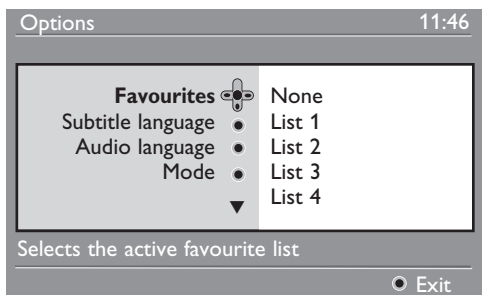 Options 11:46
Favourites None
Subtitle language List 1
Audio language List 2
Mode List 3
List 4
Selects the active favourite list
Exit